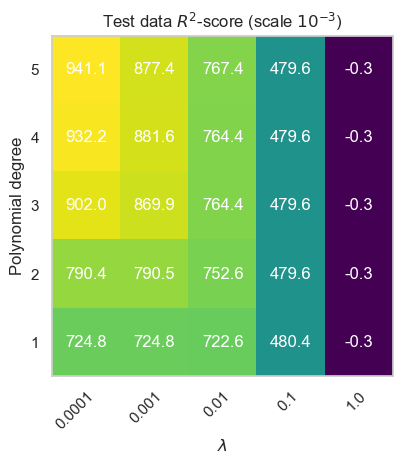 Test data $R^2$-score (scale $10^{-3}$)
Polynomial degree
5 941.1 877.4 767.4 479.6 -0.3
4 932.2 881.6 764.4 479.6 -0.3
3 902.0 869.9 764.4 479.6 -0.3
2 790.4 790.5 752.6 479.6 -0.3
1 724.8 724.8 722.6 480.4 -0.3
0.0001 0.001 0.01 0.1 1.0
λ